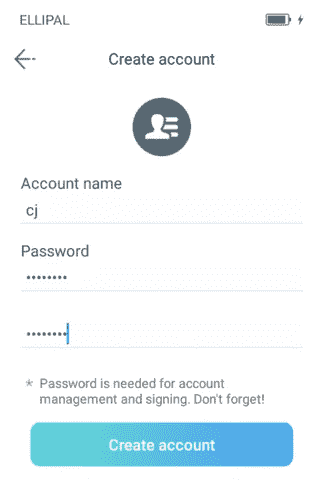 ELLIPAL
Create account
Account name
cj
Password
••••••••
••••••••
* Password is needed for account
management and signing. Don't forget!
Create account